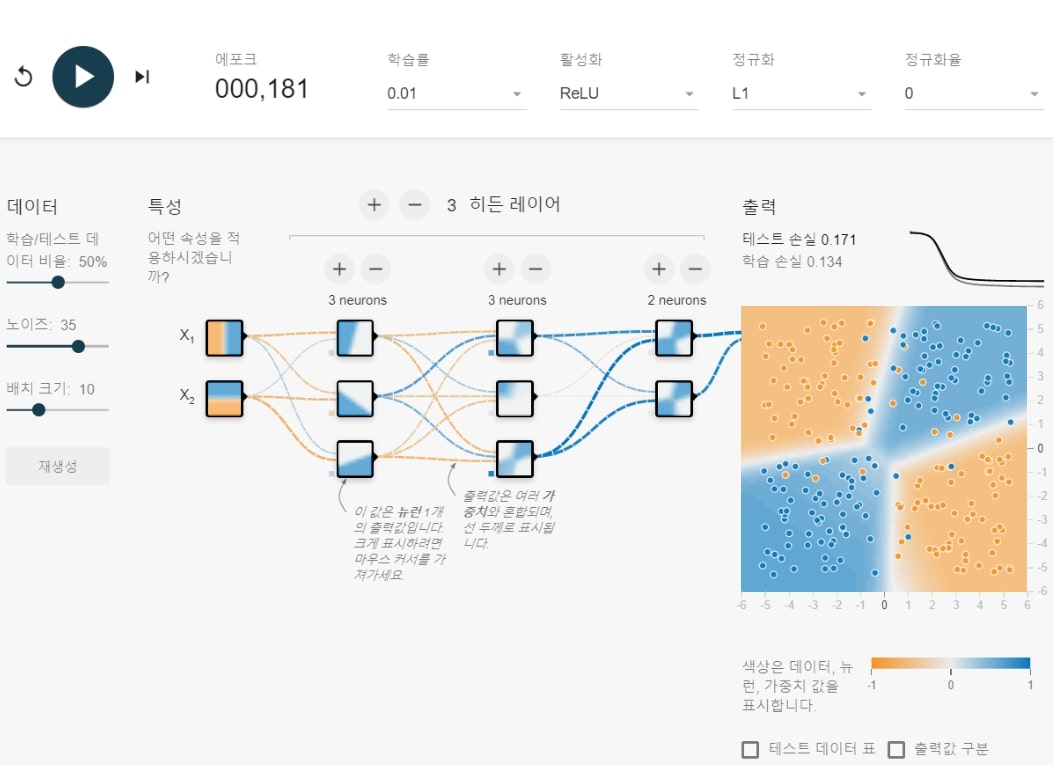 에포크
000,181
학습률
0.01
활성화
ReLU
정규화
L1
정규화율
0
데이터
학습/테스트 데
이터 비율: 50%
노이즈: 35
배치 크기: 10
재생성
특성
어떤 속성을 적
용하시겠습니
까?
X1
X2
+ − 3 히든 레이어
+ −
3 neurons
+ −
3 neurons
+ −
2 neurons
이 값은 뉴런 1개
의 출력값입니다.
크게 표시하려면
마우스 커서를 가
져가세요.
출력값은 여러 가
중치와 혼합되며,
선 두께로 표시됩
니다.
출력
테스트 손실 0.171
학습 손실 0.134
6
5
4
3
2
1
0
-1
-2
-3
-4
-5
-6
-6 -5 -4 -3 -2 -1 0 1 2 3 4 5 6
색상은 데이터, 뉴
런, 가중치 값을
표시합니다.
-1 0 1
테스트 데이터 표
출력값 구분